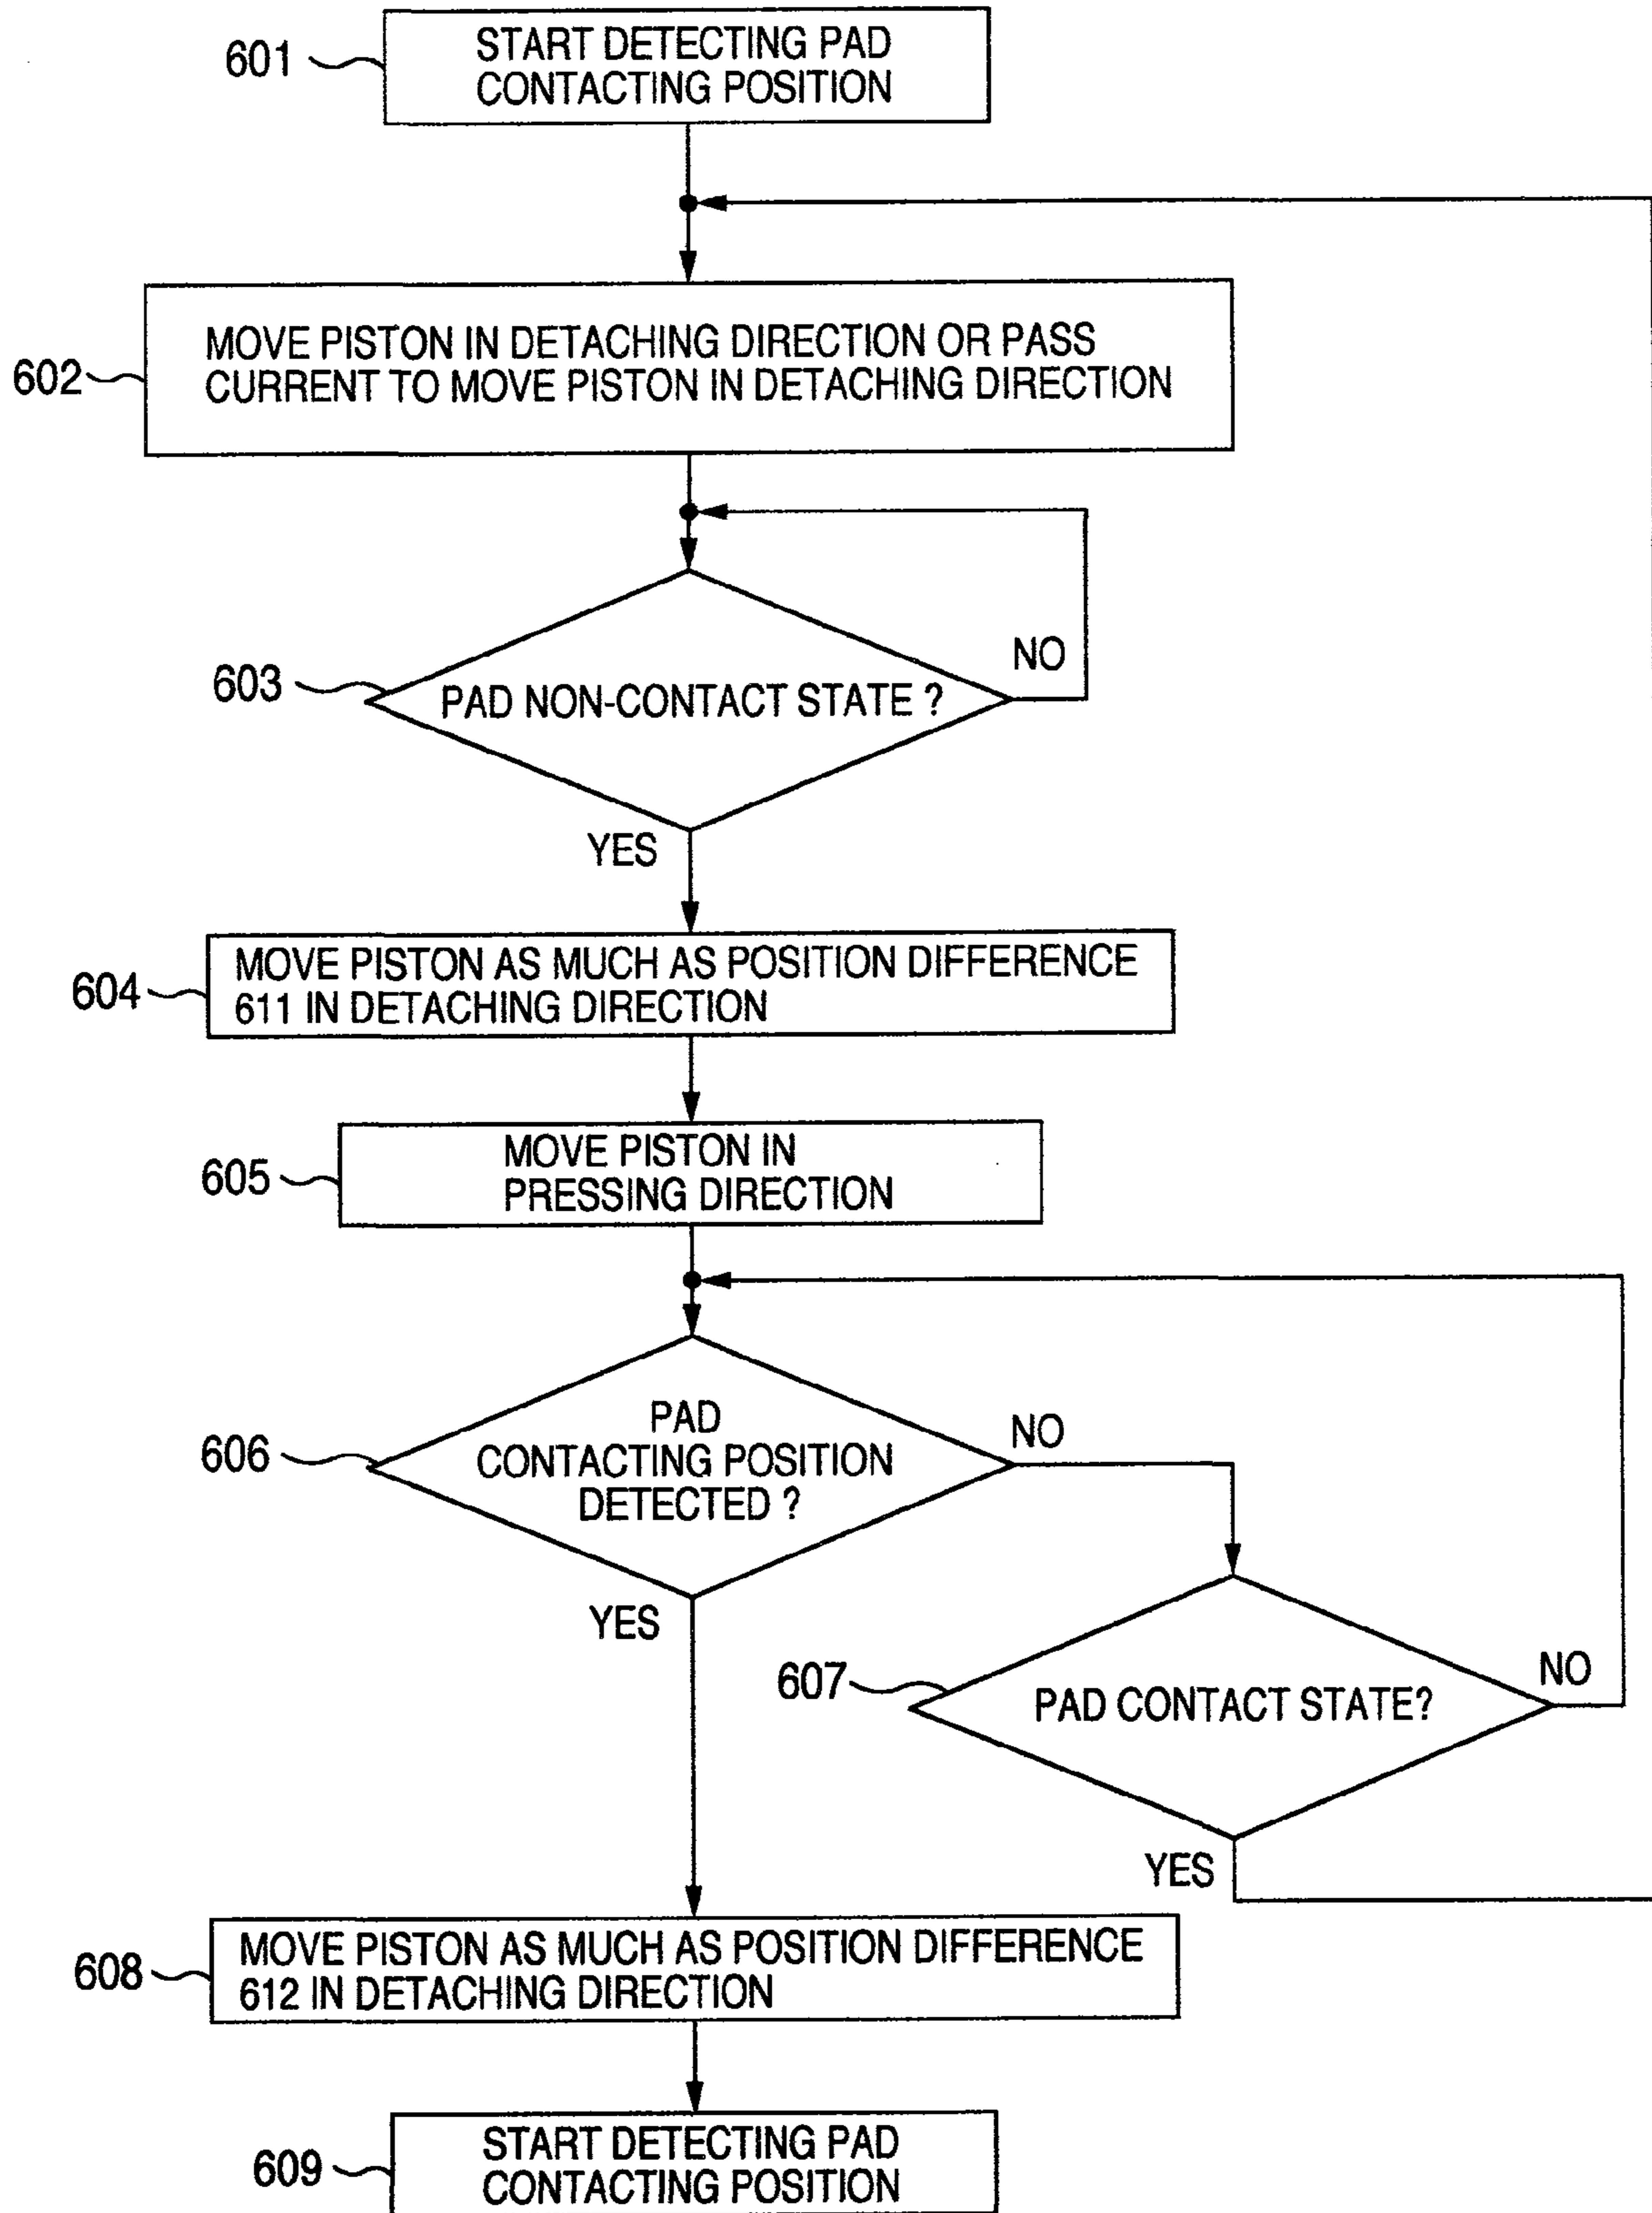 601
START DETECTING PAD
CONTACTING POSITION
602
MOVE PISTON IN DETACHING DIRECTION OR PASS
CURRENT TO MOVE PISTON IN DETACHING DIRECTION
603
PAD NON-CONTACT STATE ?
NO
YES
604
MOVE PISTON AS MUCH AS POSITION DIFFERENCE
611 IN DETACHING DIRECTION
605
MOVE PISTON IN
PRESSING DIRECTION
606
PAD
CONTACTING POSITION
DETECTED ?
NO
YES
607
PAD CONTACT STATE?
NO
YES
608
MOVE PISTON AS MUCH AS POSITION DIFFERENCE
612 IN DETACHING DIRECTION
609
START DETECTING PAD
CONTACTING POSITION